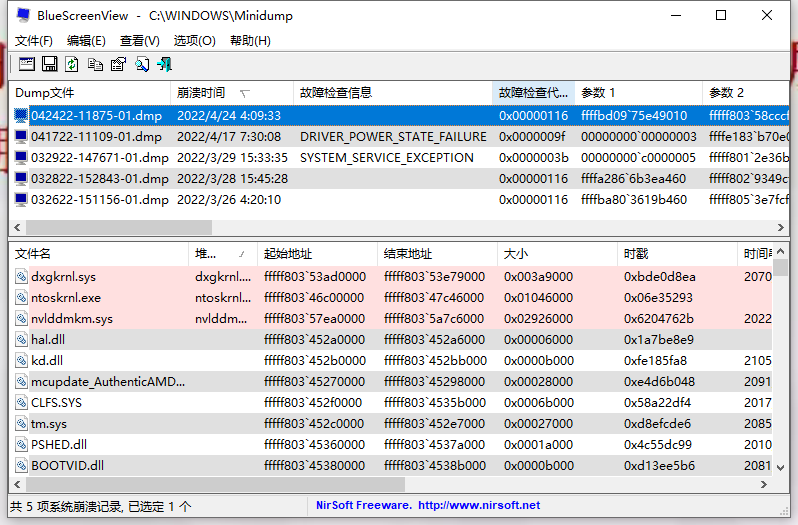 BlueScreenView - C:\WINDOWS\Minidump
文件(F) 编辑(E) 查看(V) 选项(O) 帮助(H)
Dump文件 崩溃时间 故障检查信息 故障检查代... 参数 1 参数 2
042422-11875-01.dmp 2022/4/24 4:09:33 0x00000116 ffffbd09`75e49010 fffff803`58cccf
041722-11109-01.dmp 2022/4/17 7:30:08 DRIVER_POWER_STATE_FAILURE 0x0000009f 00000000`00000003 ffffe183`b70e0
032922-147671-01.dmp 2022/3/29 15:33:35 SYSTEM_SERVICE_EXCEPTION 0x0000003b 00000000`c0000005 fffff801`2e36b
032822-152843-01.dmp 2022/3/28 15:45:28 0x00000116 ffffa286`6b3ea460 fffff802`9349c
032622-151156-01.dmp 2022/3/26 4:20:10 0x00000116 ffffba80`3619b460 fffff805`3e7fcf
文件名 堆... 起始地址 结束地址 大小 时戳 时间
dxgkrnl.sys dxgkrnl.... fffff803`53ad0000 fffff803`53e79000 0x003a9000 0xbde0d8ea 2070
ntoskrnl.exe ntoskrnl... fffff803`46c00000 fffff803`47c46000 0x01046000 0x06e35293
nvlddmkm.sys nvlddm... fffff803`57ea0000 fffff803`5a7c6000 0x02926000 0x6204762b 2022
hal.dll fffff803`452a0000 fffff803`452a6000 0x00006000 0x1a7be8e9
kd.dll fffff803`452b0000 fffff803`452bb000 0x0000b000 0xfe185fa8 2105
mcupdate_AuthenticAMD... fffff803`45270000 fffff803`45298000 0x00028000 0xe4d6b048 2091
CLFS.SYS fffff803`452f0000 fffff803`4535b000 0x0006b000 0x58a22df4 2017
tm.sys fffff803`452c0000 fffff803`452e7000 0x00027000 0xd8efcde6 2085
PSHED.dll fffff803`45360000 fffff803`4537a000 0x0001a000 0x4c55dc99 2010
BOOTVID.dll fffff803`45380000 fffff803`4538b000 0x0000b000 0xd13ee5b6 2081
共 5 项系统崩溃记录, 已选定 1 个 NirSoft Freeware. http://www.nirsoft.net